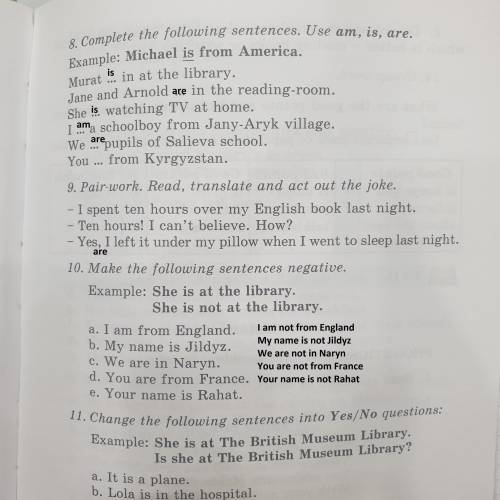 8. Complete the following sentences. Use am, is, are.
Example: Michael is from America.
Murat is ... in at the library.
Jane and Arnold are in the reading-room.
She is ... watching TV at home.
I am ... a schoolboy from Jany-Aryk village.
We are ... pupils of Salieva school.
You ... from Kyrgyzstan.
9. Pair-work. Read, translate and act out the joke.
– I spent ten hours over my English book last night.
– Ten hours! I can't believe. How?
– Yes, I left it under my pillow when I went to sleep last night.
are
10. Make the following sentences negative.
Example: She is at the library.
She is not at the library.
a. I am from England. I am not from England
b. My name is Jildyz. My name is not Jildyz
c. We are in Naryn. We are not in Naryn
d. You are from France. You are not from France
e. Your name is Rahat. Your name is not Rahat
11. Change the following sentences into Yes/No questions:
Example: She is at The British Museum Library.
Is she at The British Museum Library?
a. It is a plane.
b. Lola is in the hospital.